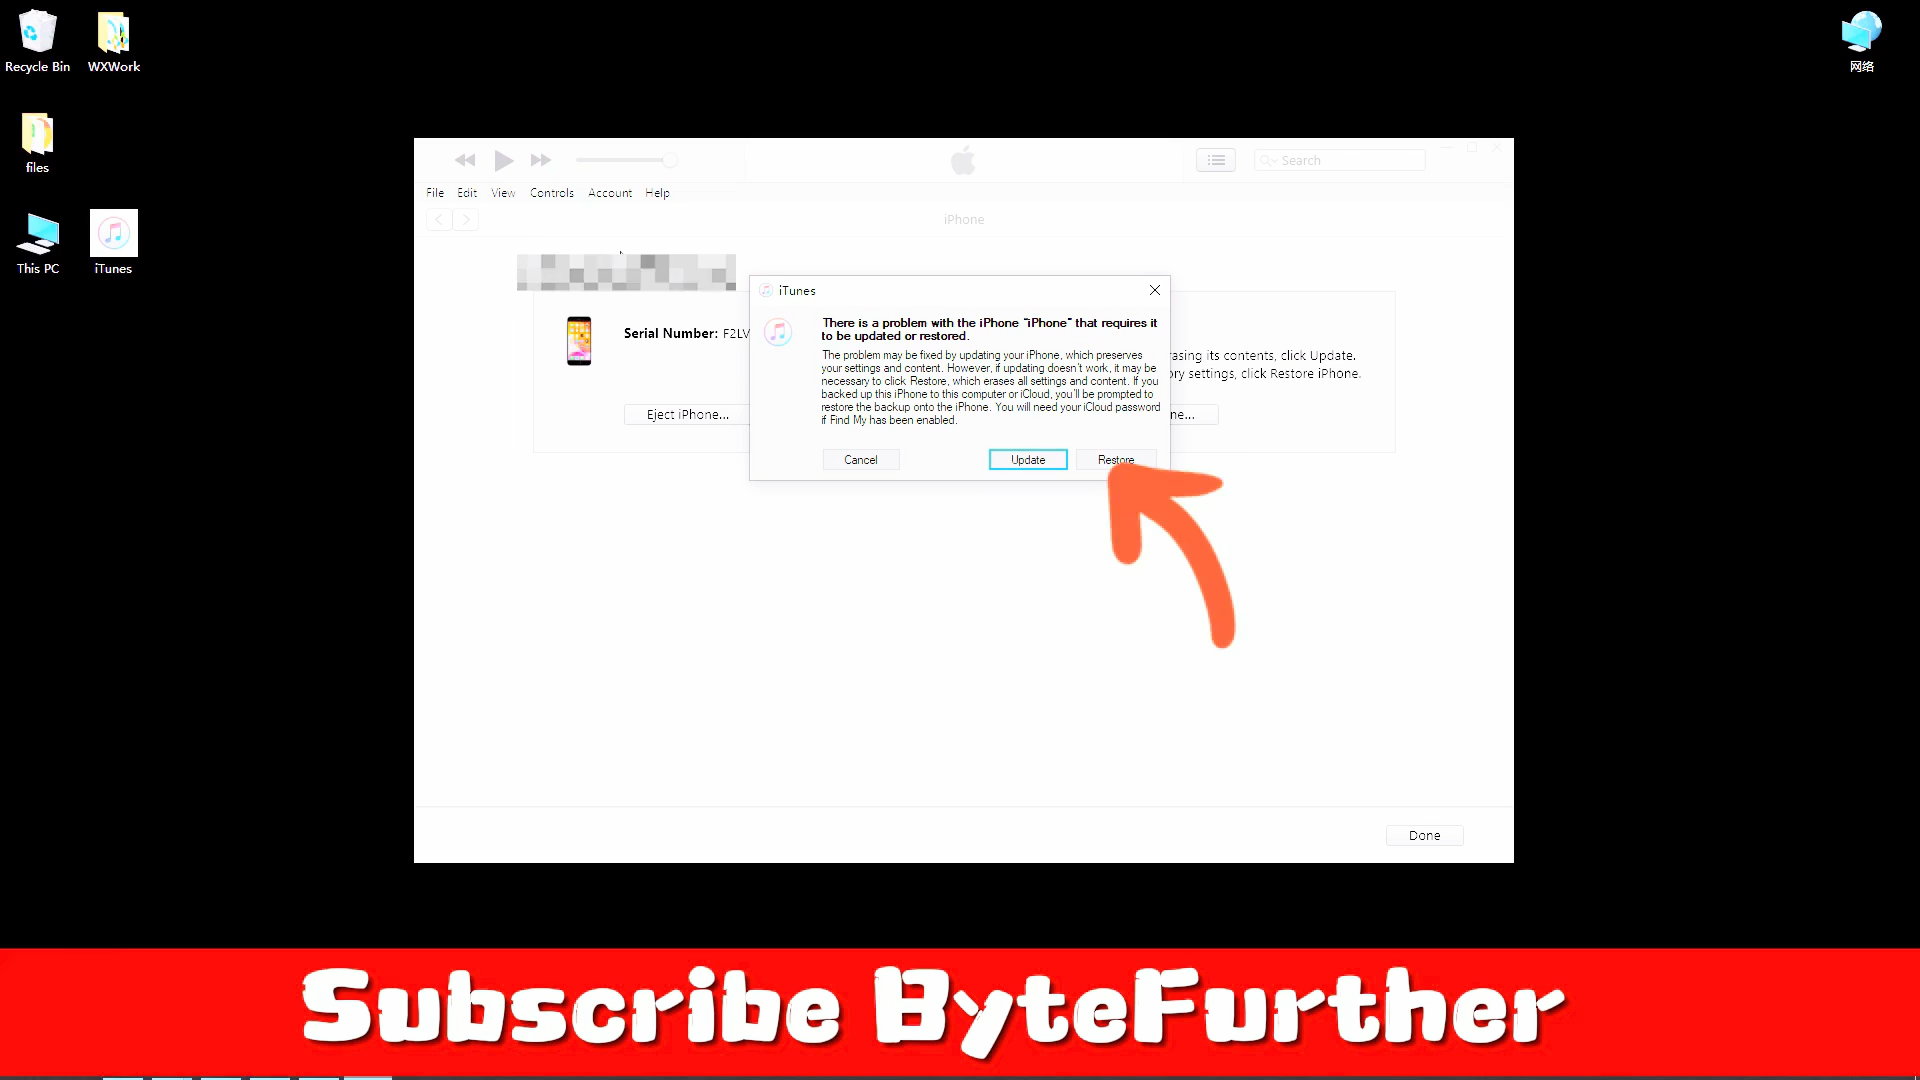 Recycle Bin
WXWork
网络
files
This PC
iTunes
Search
File Edit View Controls Account Help
iPhone
iTunes
There is a problem with the iPhone “iPhone” that requires it
to be updated or restored.
The problem may be fixed by updating your iPhone, which preserves
your settings and content. However, if updating doesn't work, it may be
necessary to click Restore, which erases all settings and content. If you
backed up this iPhone to this computer or iCloud, you'll be prompted to
restore the backup onto the iPhone. You will need your iCloud password
if Find My has been enabled.
Cancel
Update
Restore
Serial Number: F2LV
its contents, click Update.
settings, click Restore iPhone.
Eject iPhone...
Done
Subscribe ByteFurther